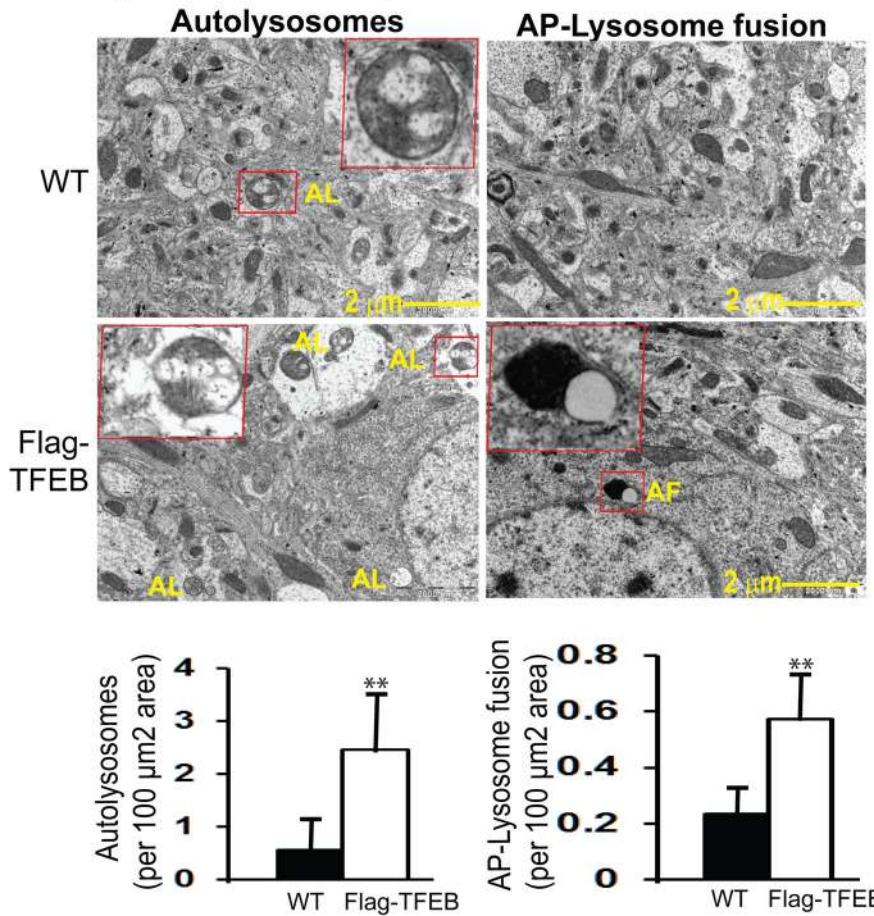 Autolysosomes
AP-Lysosome fusion
WT
AL
2 μm
Flag-
TFEB
AL
AL
AL
AL
AF
2 μm
Autolysosomes
(per 100 μm2 area)
4
3
2
1
0
**
WT
Flag-TFEB
AP-Lysosome fusion
(per 100 μm2 area)
0.8
0.6
0.4
0.2
0
**
WT
Flag-TFEB